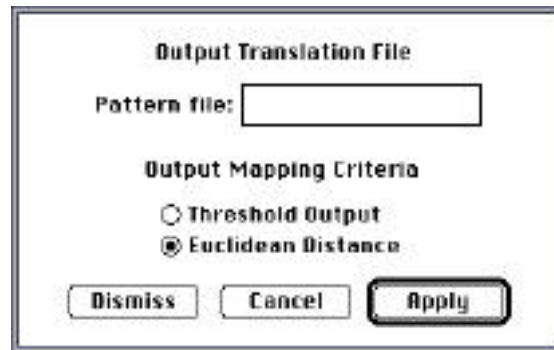 Output Translation File
Pattern file:
Output Mapping Criteria
Threshold Output
Euclidean Distance
Dismiss Cancel Apply